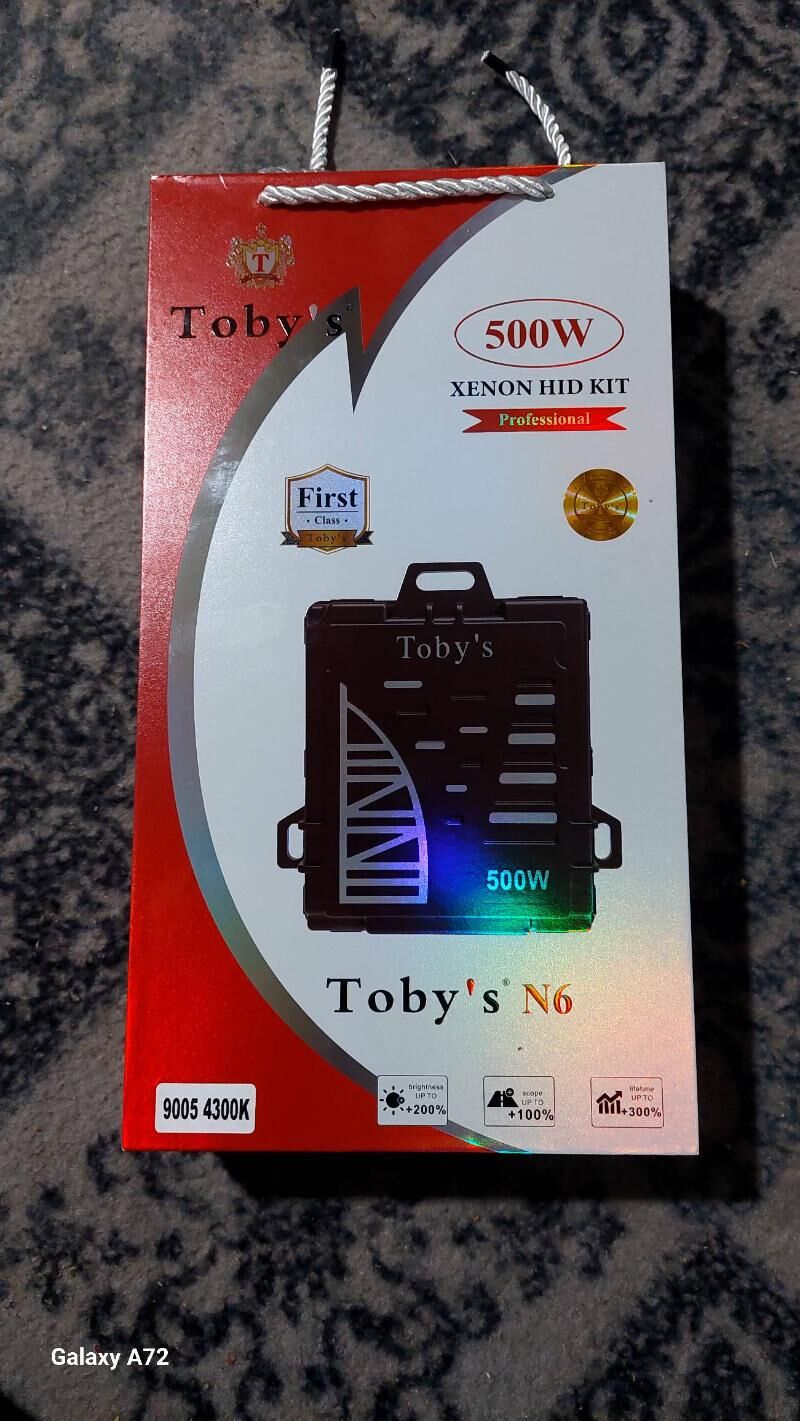 T
Toby's
500W
XENON HID KIT
Professional
First
· Class ·
Toby's
Toby's
Toby's
500W
Toby's® N6
9005 4300K
brightness
UP TO
+200%
scope
UP TO
+100%
lifetime
UP TO
+300%
Galaxy A72